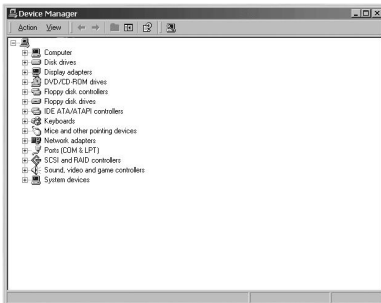 Device Manager
Action View
Computer
Disk drives
Display adapters
DVD/CD-ROM drives
Floppy disk controllers
Floppy disk drives
IDE ATA/ATAPI controllers
Keyboards
Mice and other pointing devices
Network adapters
Ports (COM & LPT)
SCSI and RAID controllers
Sound, video and game controllers
System devices